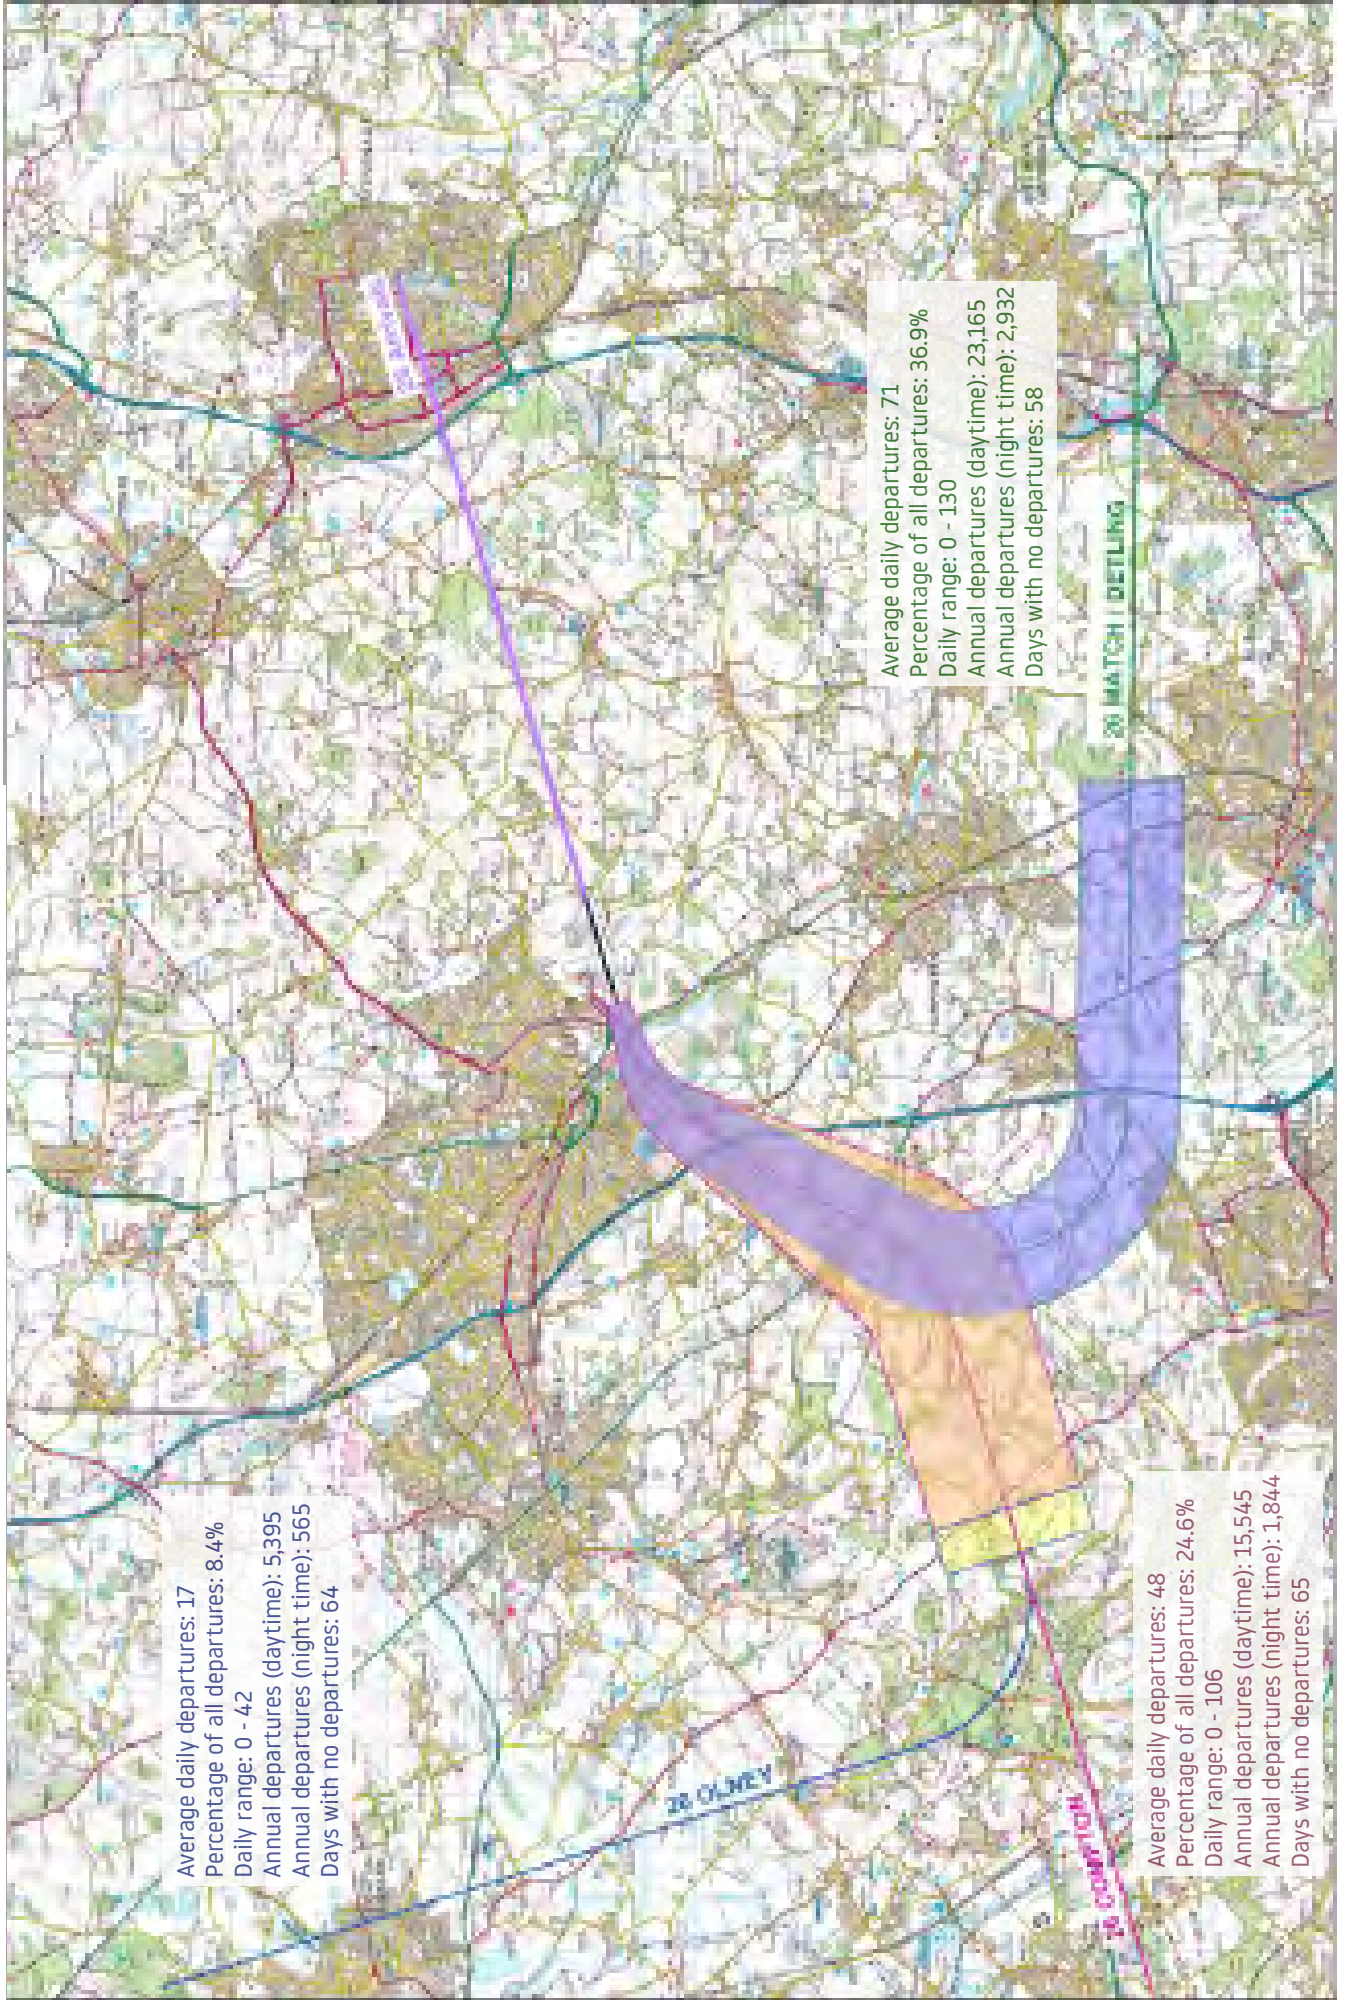 Average daily departures: 17
Percentage of all departures: 8.4%
Daily range: 0 - 42
Annual departures (daytime): 5,395
Annual departures (night time): 565
Days with no departures: 64
26 OLNEY
26 COMPTON
Average daily departures: 48
Percentage of all departures: 24.6%
Daily range: 0 - 106
Annual departures (daytime): 15,545
Annual departures (night time): 1,844
Days with no departures: 65
Average daily departures: 71
Percentage of all departures: 36.9%
Daily range: 0 - 130
Annual departures (daytime): 23,165
Annual departures (night time): 2,932
Days with no departures: 58
26 MATCH / DETLING